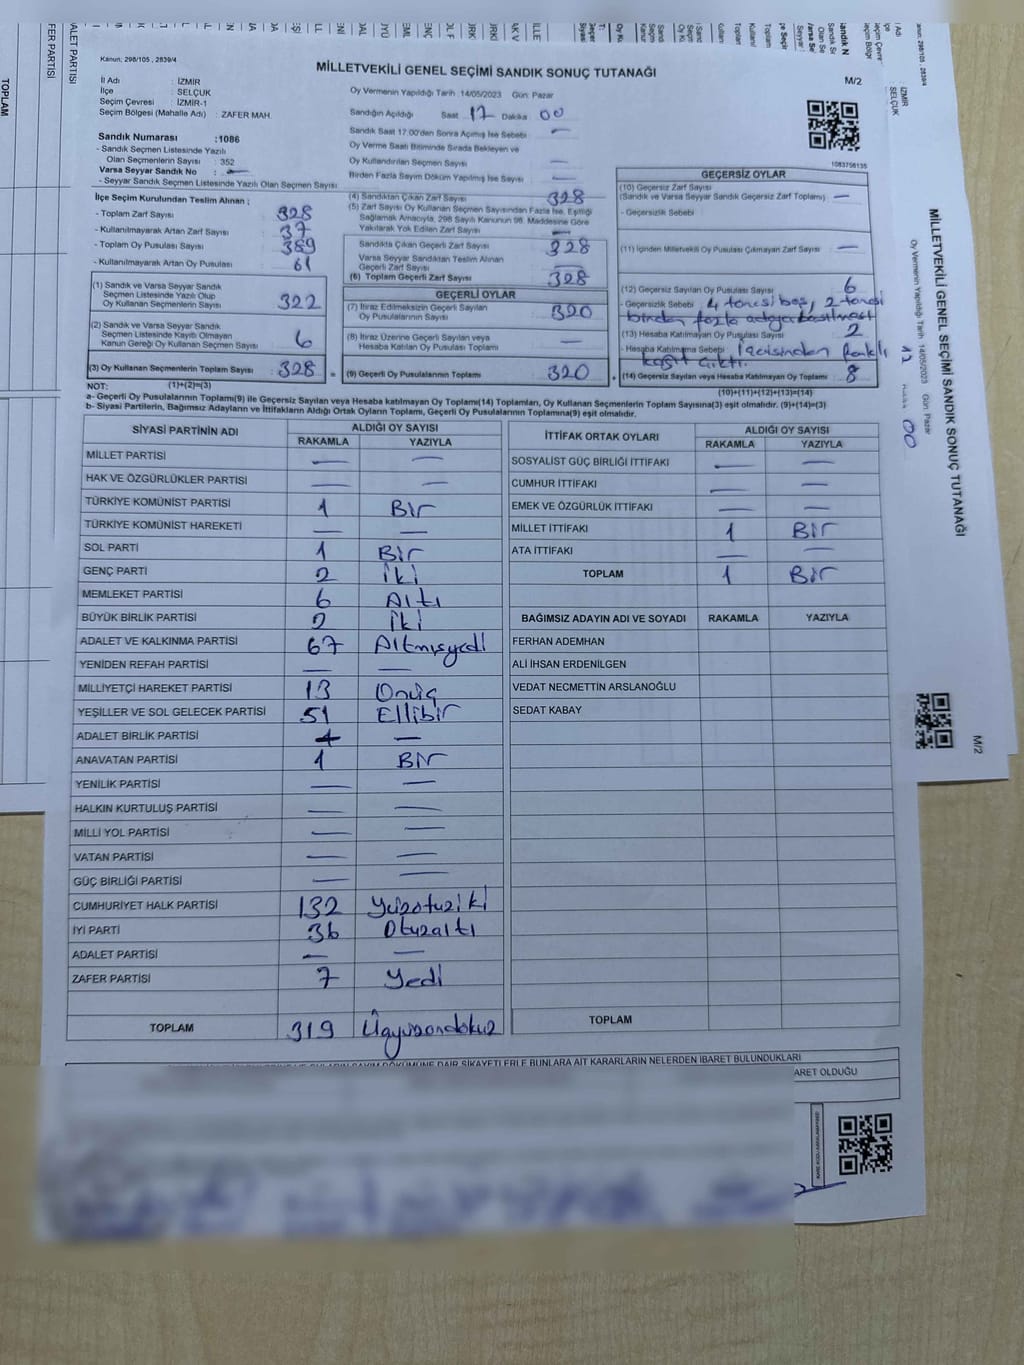 Kanun: 298/105 , 2839/4
MİLLETVEKİLİ GENEL SEÇİMİ SANDIK SONUÇ TUTANAĞI
M/2
İl Adı : İZMİR
İlçe : SELÇUK
Seçim Çevresi : İZMİR-1
Seçim Bölgesi (Mahalle Adı) : ZAFER MAH.
Sandık Numarası :1086
- Sandık Seçmen Listesinde Yazılı
Olan Seçmenlerin Sayısı : 352
Varsa Seyyar Sandık No : —
- Seyyar Sandık Seçmen Listesinde Yazılı Olan Seçmen Sayısı
Oy Vermenin Yapıldığı Tarih :14/05/2023 Gün: Pazar
Sandığın Açıldığı Saat 17 Dakika 00
Sandık Saat 17:00'den Sonra Açılmış İse Sebebi —
Oy Verme Saati Bitiminde Sırada Bekleyen ve
Oy Kullandırılan Seçmen Sayısı —
Birden Fazla Sayım Döküm Yapılmış İse Sayısı —
1083756135
İlçe Seçim Kurulundan Teslim Alınan ;
- Toplam Zarf Sayısı 328
- Kullanılmayarak Artan Zarf Sayısı 37
- Toplam Oy Pusulası Sayısı 389
- Kullanılmayarak Artan Oy Pusulası 61
(1) Sandık ve Varsa Seyyar Sandık
Seçmen Listesinde Yazılı Olup
Oy Kullanan Seçmenlerin Sayısı 322
(2) Sandık ve Varsa Seyyar Sandık
Seçmen Listesinde Kayıtlı Olmayan
Kanun Gereği Oy Kullanan Seçmen Sayısı 6
(3) Oy Kullanan Seçmenlerin Toplam Sayısı 328
(1)+(2)=(3)
(4) Sandıktan Çıkan Zarf Sayısı 328
(5) Zarf Sayısı Oy Kullanan Seçmen Sayısından Fazla İse, Eşitliği
Sağlamak Amacıyla, 298 Sayılı Kanunun 98. Maddesine Göre
Yakılarak Yok Edilen Zarf Sayısı —
Sandıkta Çıkan Geçerli Zarf Sayısı 328
Varsa Seyyar Sandıktan Teslim Alınan
Geçerli Zarf Sayısı —
(6) Toplam Geçerli Zarf Sayısı 328
GEÇERLİ OYLAR
(7) İtiraz Edilmeksizin Geçerli Sayılan
Oy Pusulalarının Sayısı 320
(8) İtiraz Üzerine Geçerli Sayılan veya
Hesaba Katılan Oy Pusulaları Toplamı —
= (9) Geçerli Oy Pusulalarının Toplamı 320
GEÇERSİZ OYLAR
(10) Geçersiz Zarf Sayısı
(Sandık ve Varsa Seyyar Sandık Geçersiz Zarf Toplamı) —
- Geçersizlik Sebebi
(11) İçinden Milletvekili Oy Pusulası Çıkmayan Zarf Sayısı —
(12) Geçersiz Sayılan Oy Pusulası Sayısı 6
- Geçersizlik Sebebi 4 tanesi boş, 2 tanesi
birden fazla adaya basılması
(13) Hesaba Katılmayan Oy Pusulası Sayısı 2
- Hesaba Katılmama Sebebi İçerisinden Renkli
kağıt çıktı.
(14) Geçersiz Sayılan veya Hesaba Katılmayan Oy Toplamı 8
(10)+(11)+(12)+(13)=(14)
NOT:
a- Geçerli Oy Pusulalarının Toplamı(9) ile Geçersiz Sayılan veya Hesaba katılmayan Oy Toplamı(14) Toplamları, Oy Kullanan Seçmenlerin Toplam Sayısına(3) eşit olmalıdır. (9)+(14)=(3)
b- Siyasi Partilerin, Bağımsız Adayların ve İttifakların Aldığı Ortak Oyların Toplamı, Geçerli Oy Pusulalarının Toplamına(9) eşit olmalıdır.
SİYASİ PARTİNİN ADI ALDIĞI OY SAYISI
RAKAMLA YAZIYLA
MİLLET PARTİSİ — —
HAK VE ÖZGÜRLÜKLER PARTİSİ — —
TÜRKİYE KOMÜNİST PARTİSİ 1 Bir
TÜRKİYE KOMÜNİST HAREKETİ — —
SOL PARTİ 1 Bir
GENÇ PARTİ 2 iki
MEMLEKET PARTİSİ 6 Altı
BÜYÜK BİRLİK PARTİSİ 2 iki
ADALET VE KALKINMA PARTİSİ 67 Altmışyedi
YENİDEN REFAH PARTİSİ — —
MİLLİYETÇİ HAREKET PARTİSİ 13 Onüç
YEŞİLLER VE SOL GELECEK PARTİSİ 51 Ellibir
ADALET BİRLİK PARTİSİ —
ANAVATAN PARTİSİ 1 Bir
YENİLİK PARTİSİ — —
HALKIN KURTULUŞ PARTİSİ — —
MİLLİ YOL PARTİSİ — —
VATAN PARTİSİ — —
GÜÇ BİRLİĞİ PARTİSİ — —
CUMHURİYET HALK PARTİSİ 132 Yüzotuziki
İYİ PARTİ 36 Otuzaltı
ADALET PARTİSİ — —
ZAFER PARTİSİ 7 Yedi
TOPLAM 319 Üçyüzondokuz
İTTİFAK ORTAK OYLARI ALDIĞI OY SAYISI
RAKAMLA YAZIYLA
SOSYALİST GÜÇ BİRLİĞİ İTTİFAKI — —
CUMHUR İTTİFAKI — —
EMEK VE ÖZGÜRLÜK İTTİFAKI — —
MİLLET İTTİFAKI 1 Bir
ATA İTTİFAKI — —
TOPLAM 1 Bir
BAĞIMSIZ ADAYIN ADI VE SOYADI RAKAMLA YAZIYLA
FERHAN ADEMHAN
ALİ İHSAN ERDENİLGEN
VEDAT NECMETTİN ARSLANOĞLU
SEDAT KABAY
TOPLAM
DÖKÜMÜNE DAİR ŞİKAYETLERLE BUNLARA AİT KARARLARIN NELERDEN İBARET BULUNDUKLARI
ARET OLDUĞU
MİLLETVEKİLİ GENEL SEÇİMİ SANDIK SONUÇ TUTANAĞI
Oy Vermenin Yapıldığı Tarih :14/05/2023 Gün: Pazar
17 00
: İZMİR
SELÇUK
M/2
TOPLAM
FER PARTİSİ
ALET PARTİSİ